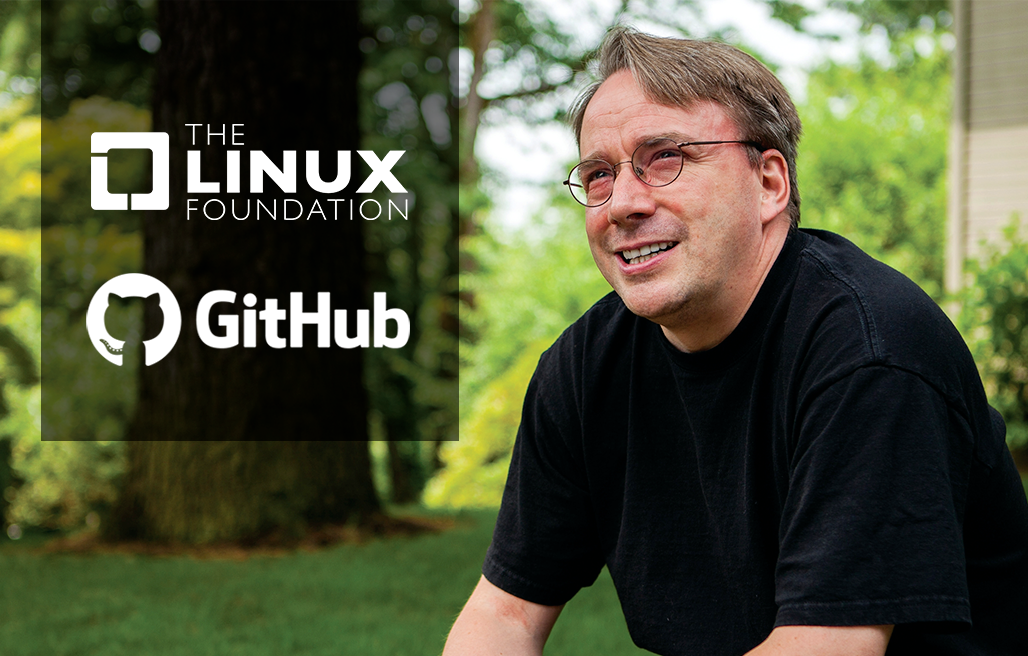 THE
LINUX
FOUNDATION
GitHub